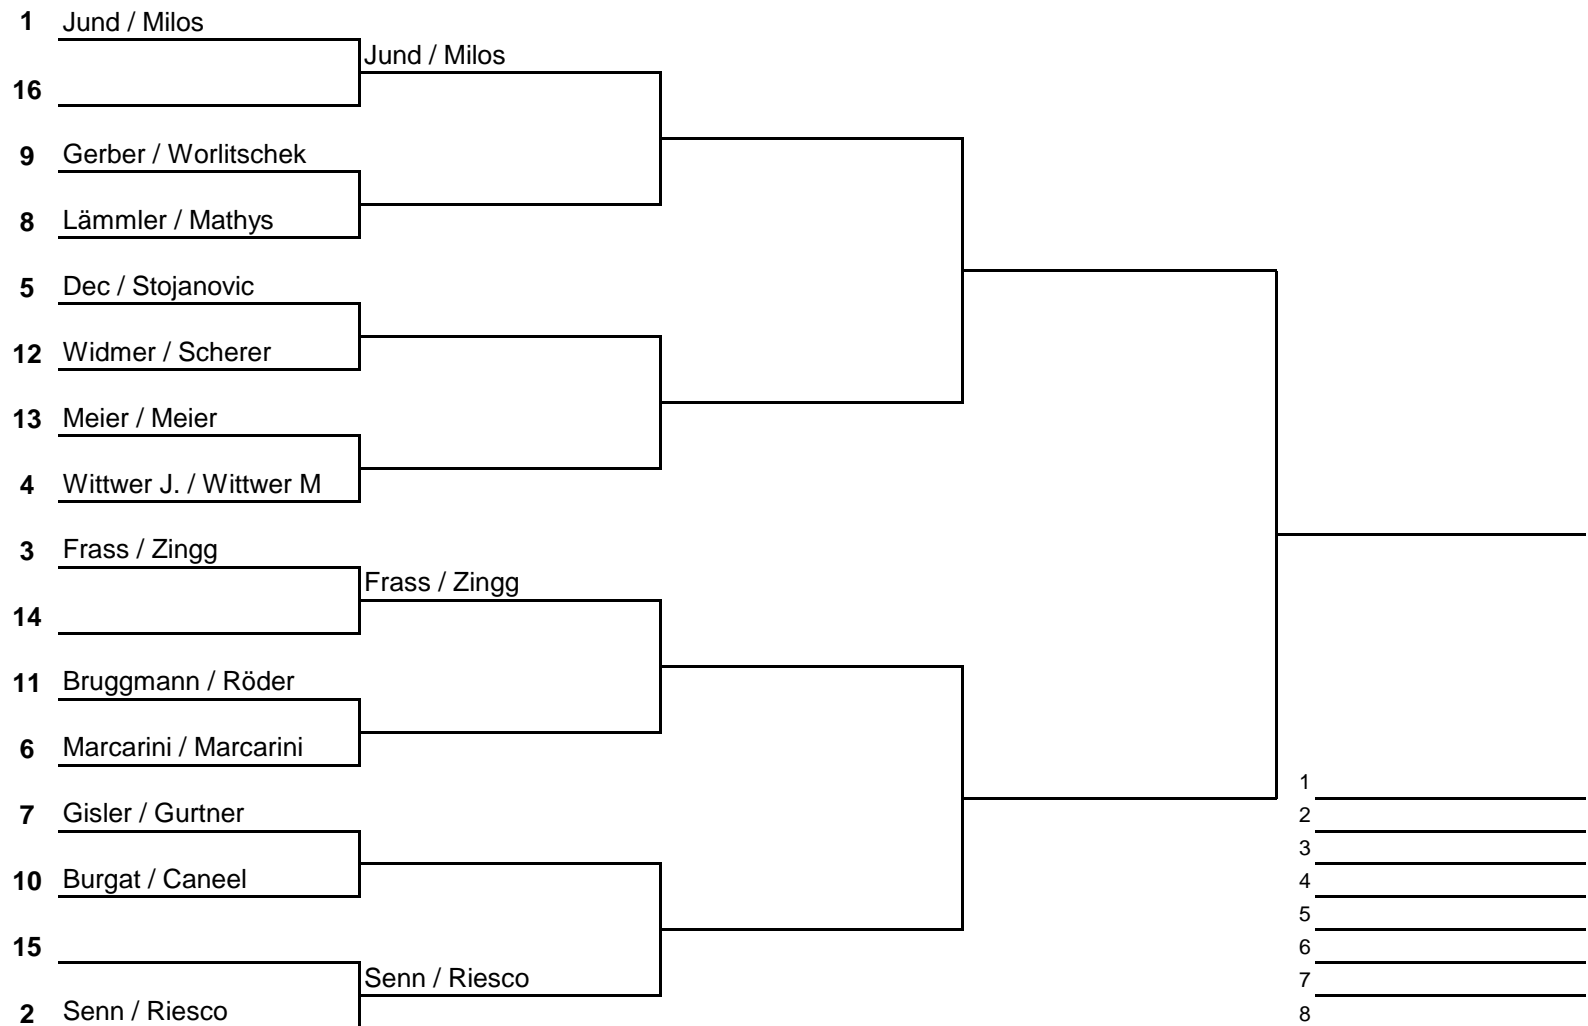 1 Jund / Milos
Jund / Milos
16
9 Gerber / Worlitschek
8 Lämmler / Mathys
5 Dec / Stojanovic
12 Widmer / Scherer
13 Meier / Meier
4 Wittwer J. / Wittwer M
3 Frass / Zingg
Frass / Zingg
14
11 Bruggmann / Röder
6 Marcarini / Marcarini
7 Gisler / Gurtner
10 Burgat / Caneel
15
Senn / Riesco
2 Senn / Riesco
1
2
3
4
5
6
7
8